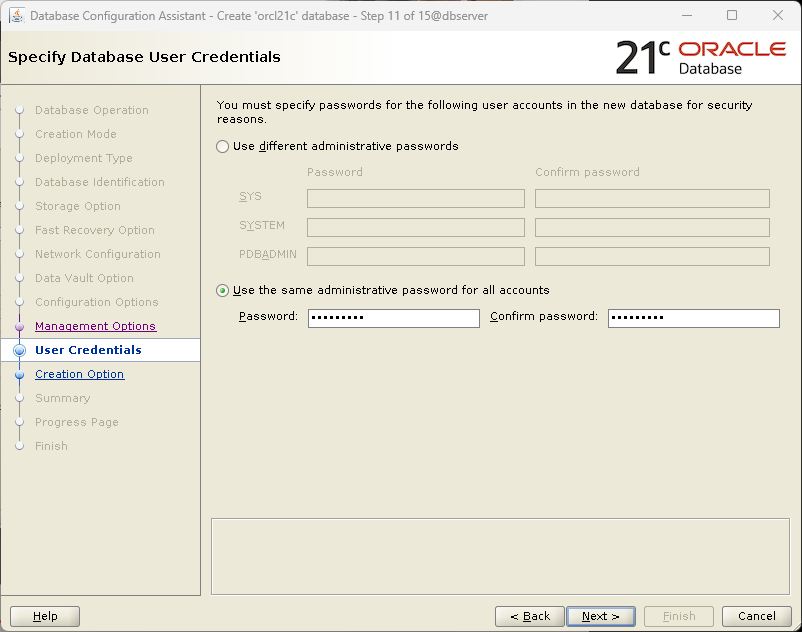 Database Configuration Assistant - Create 'orcl21c' database - Step 11 of 15@dbserver
Specify Database User Credentials
21c ORACLE
Database
Database Operation
Creation Mode
Deployment Type
Database Identification
Storage Option
Fast Recovery Option
Network Configuration
Data Vault Option
Configuration Options
Management Options
User Credentials
Creation Option
Summary
Progress Page
Finish
You must specify passwords for the following user accounts in the new database for security
reasons.
Use different administrative passwords
Password Confirm password
SYS
SYSTEM
PDBADMIN
Use the same administrative password for all accounts
Password: ••••••••• Confirm password: •••••••••
Help < Back Next > Finish Cancel